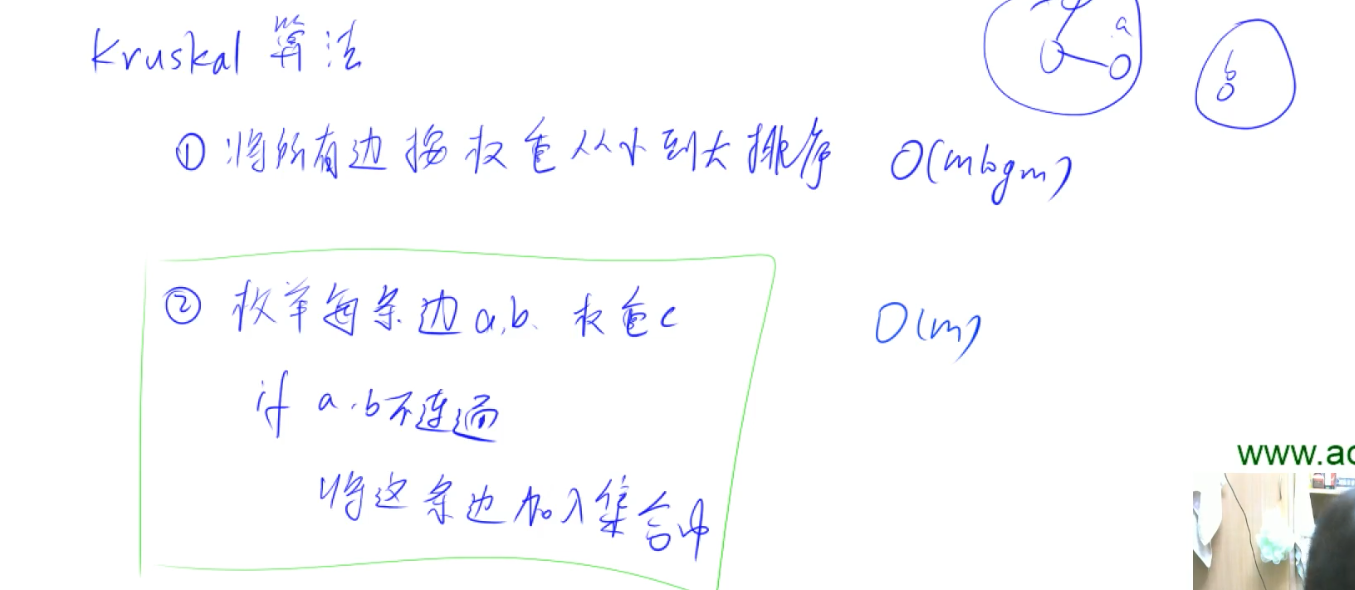 Kruskal 算法
a
b
① 将所有边按权重从小到大排序 O(mlogm)
② 枚举每条边a,b、权重c O(m)
if a,b不连通
将这条边加入集合中
www.ac